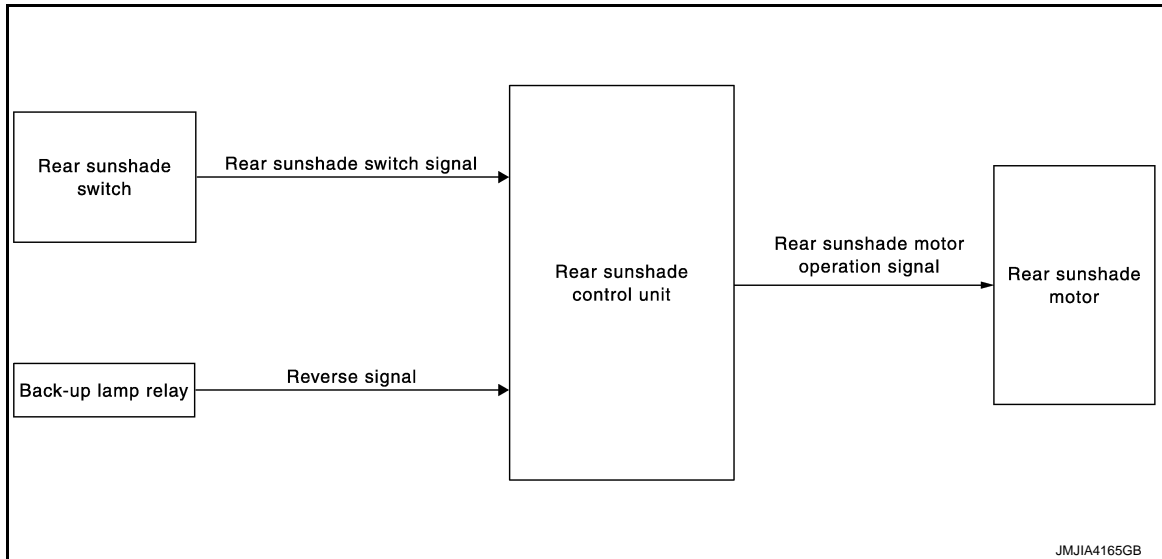 Rear sunshade
switch
Rear sunshade switch signal
Back-up lamp relay
Reverse signal
Rear sunshade
control unit
Rear sunshade motor
operation signal
Rear sunshade
motor
JMJIA4165GB